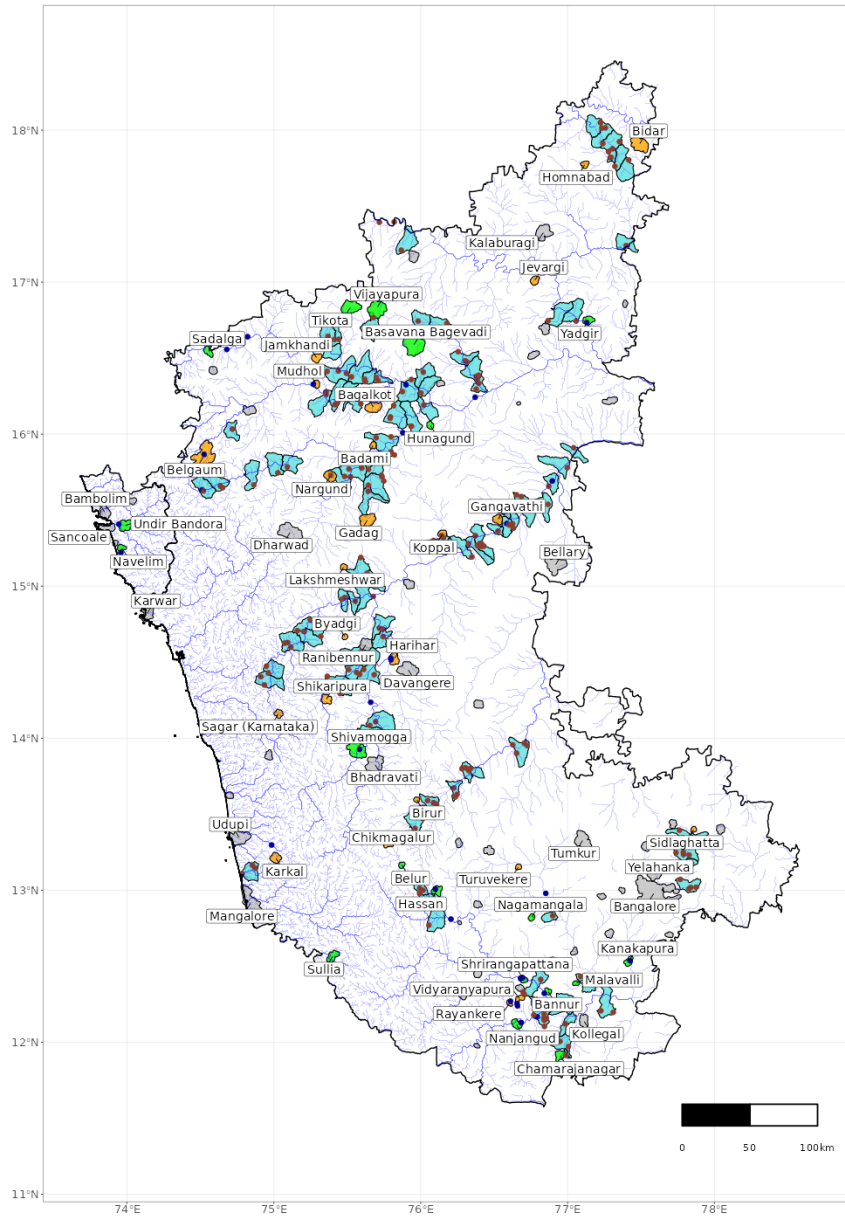 18°N
Bidar
Homnabad
Kalaburagi
17°N
Jevargi
Vijayapura
Tikota
Basavana Bagevadi
Sadalga
Yadgir
Jamkhandi
Mudhol
Bagalkot
16°N
Hunagund
Belgaum
Badami
Nargund
Bambolim
Gangavathi
Undir Bandora
Gadag
Sancoale
Dharwad
Koppal
Bellary
Navelim
15°N
Lakshmeshwar
Karwar
Byadgi
Harihar
Ranibennur
Davangere
Shikaripura
Sagar (Karnataka)
14°N
Shivamogga
Bhadravati
Birur
Udupi
Chikmagalur
Tumkur
Sidlaghatta
Karkal
Yelahanka
13°N
Belur
Turuvekere
Hassan
Nagamangala
Bangalore
Mangalore
Kanakapura
Sullia
Shrirangapattana
Malavalli
Vidyaranyapura
Bannur
Rayankere
Kollegal
12°N
Nanjangud
Chamarajanagar
0 50 100km
11°N
74°E 75°E 76°E 77°E 78°E